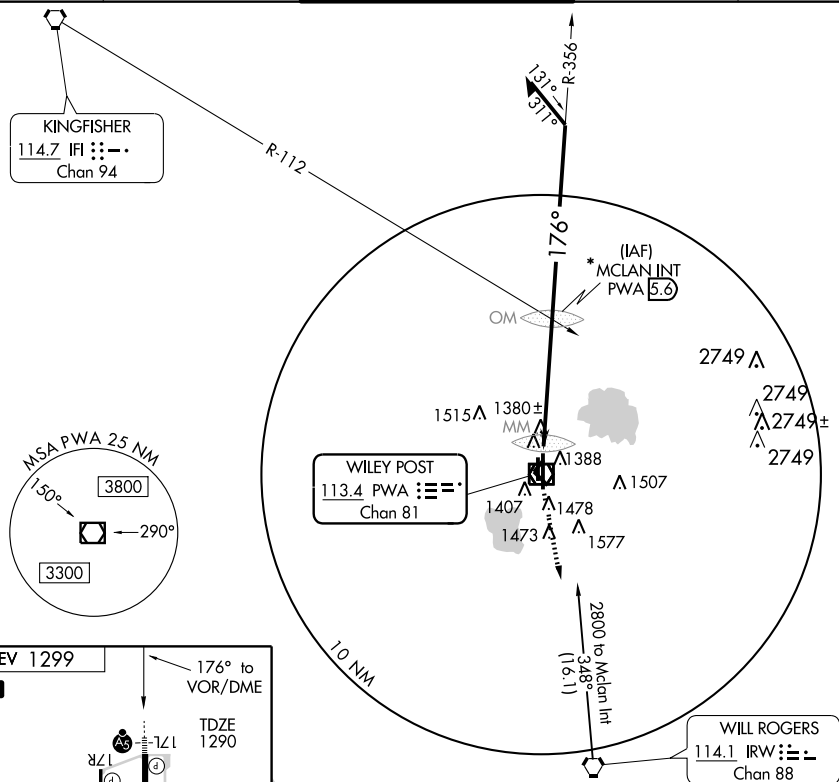 KINGFISHER
114.7 IFI
Chan 94
R-112
R-356
131°
311°
176°
(IAF)
* MCLAN INT
PWA 5.6
OM
2749
2749
2749±
2749
1515
1380±
MM
1388
WILEY POST
113.4 PWA
Chan 81
1507
1407
1478
1473
1577
MSA PWA 25 NM
150°
3800
290°
3300
10 NM
2800 to Mclan Int
348°
(16.1)
WILL ROGERS
114.1 IRW
Chan 88
EV 1299
176° to
VOR/DME
TDZE
1290
A5
17L
17R
P
P